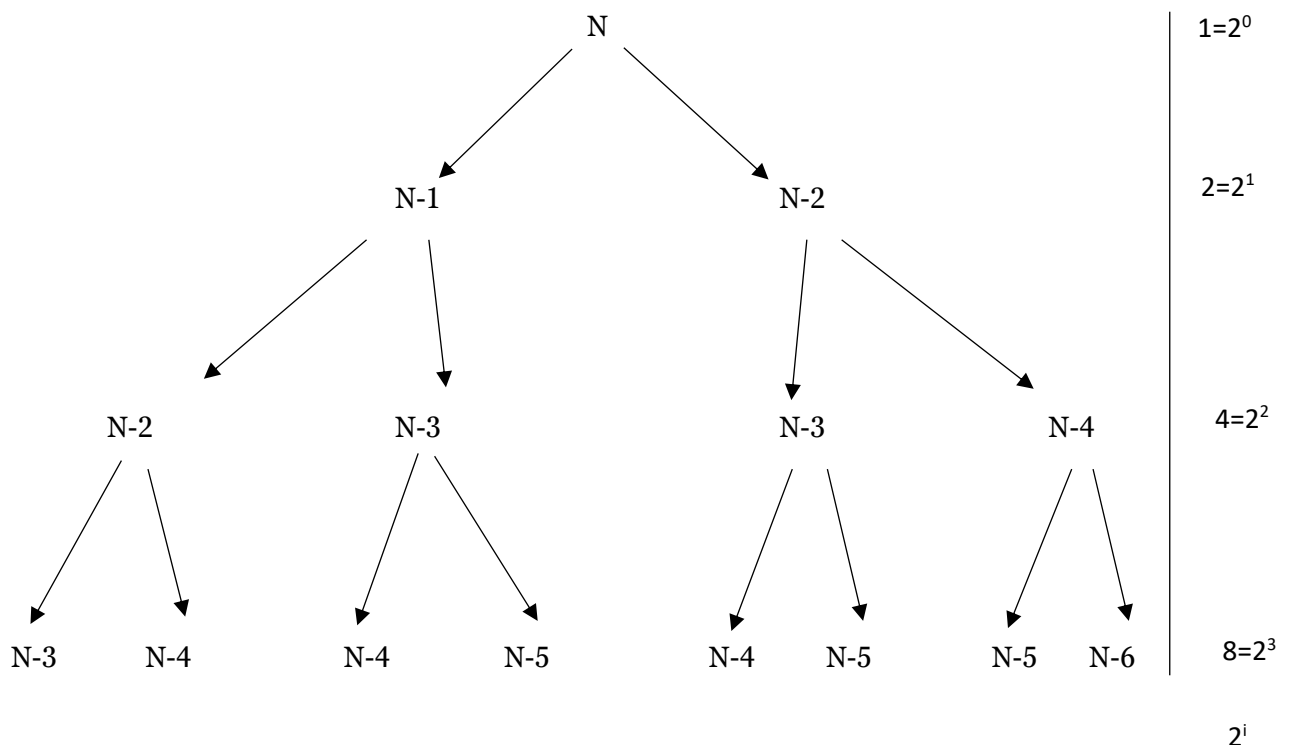 N 1=2⁰
N-1 N-2 2=2¹
N-2 N-3 N-3 N-4 4=2²
N-3 N-4 N-4 N-5 N-4 N-5 N-5 N-6 8=2³
2ⁱ